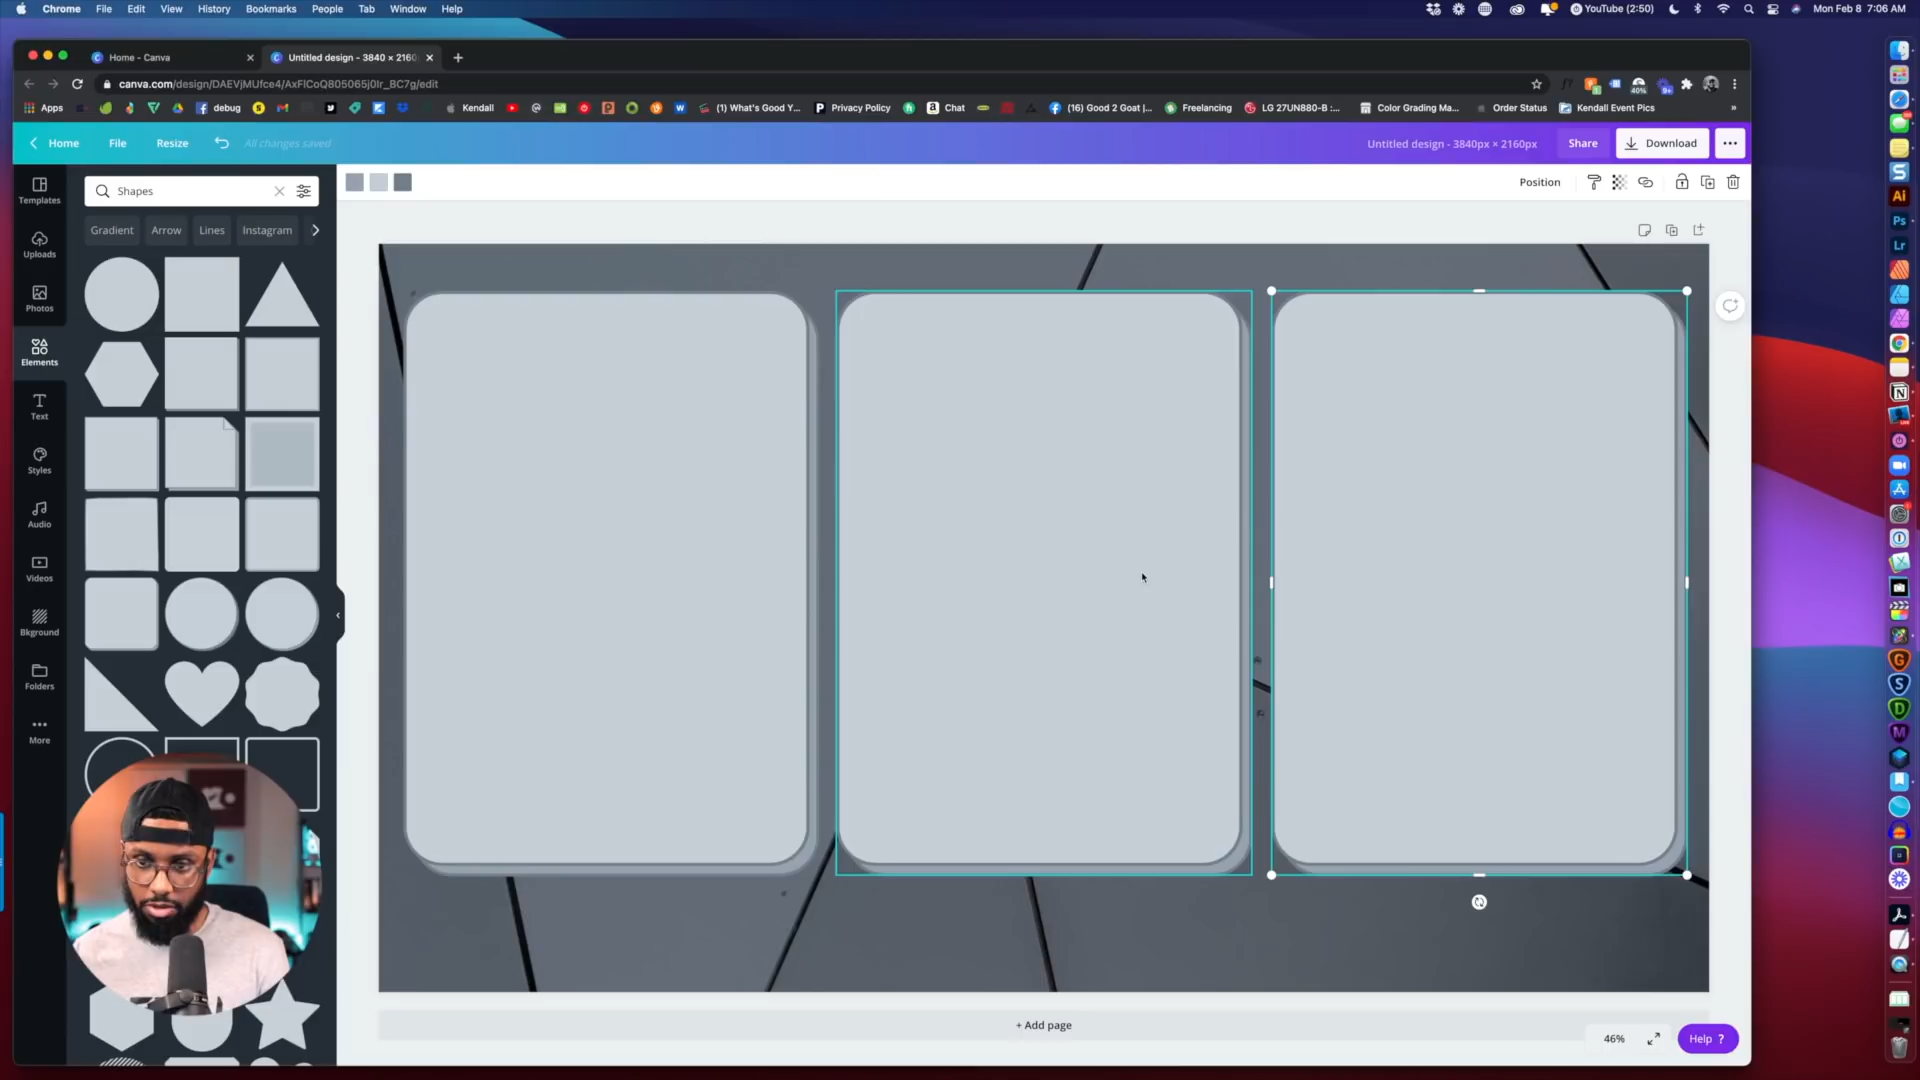 Chrome File Edit View History Bookmarks People Tab Window Help
YouTube (2:50) Mon Feb 8 7:06 AM
Home - Canva
Untitled design - 3840 × 2160
canva.com/design/DAEVjMUfce4/AxFlCoQ805065j0Ir_BC7g/edit
Apps debug Kendall (1) What's Good Y... Privacy Policy Chat (16) Good 2 Goat |... Freelancing LG 27UN880-B :... Color Grading Ma... Order Status Kendall Event Pics
Home File Resize All changes saved Untitled design - 3840px × 2160px Share Download
Templates
Shapes
Position
Gradient Arrow Lines Instagram
Uploads
Photos
Elements
Text
Styles
Audio
Videos
Bkground
Folders
More
+ Add page
46% Help ?